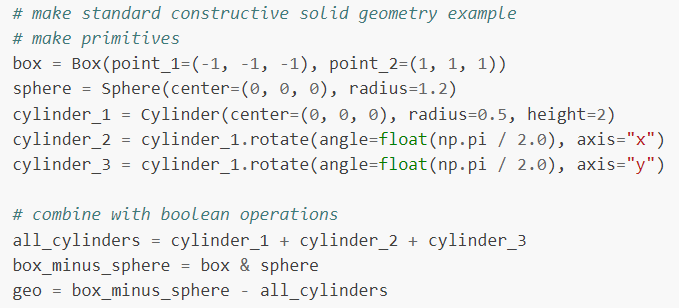 # make standard constructive solid geometry example
# make primitives
box = Box(point_1=(-1, -1, -1), point_2=(1, 1, 1))
sphere = Sphere(center=(0, 0, 0), radius=1.2)
cylinder_1 = Cylinder(center=(0, 0, 0), radius=0.5, height=2)
cylinder_2 = cylinder_1.rotate(angle=float(np.pi / 2.0), axis="x")
cylinder_3 = cylinder_1.rotate(angle=float(np.pi / 2.0), axis="y")

# combine with boolean operations
all_cylinders = cylinder_1 + cylinder_2 + cylinder_3
box_minus_sphere = box & sphere
geo = box_minus_sphere - all_cylinders